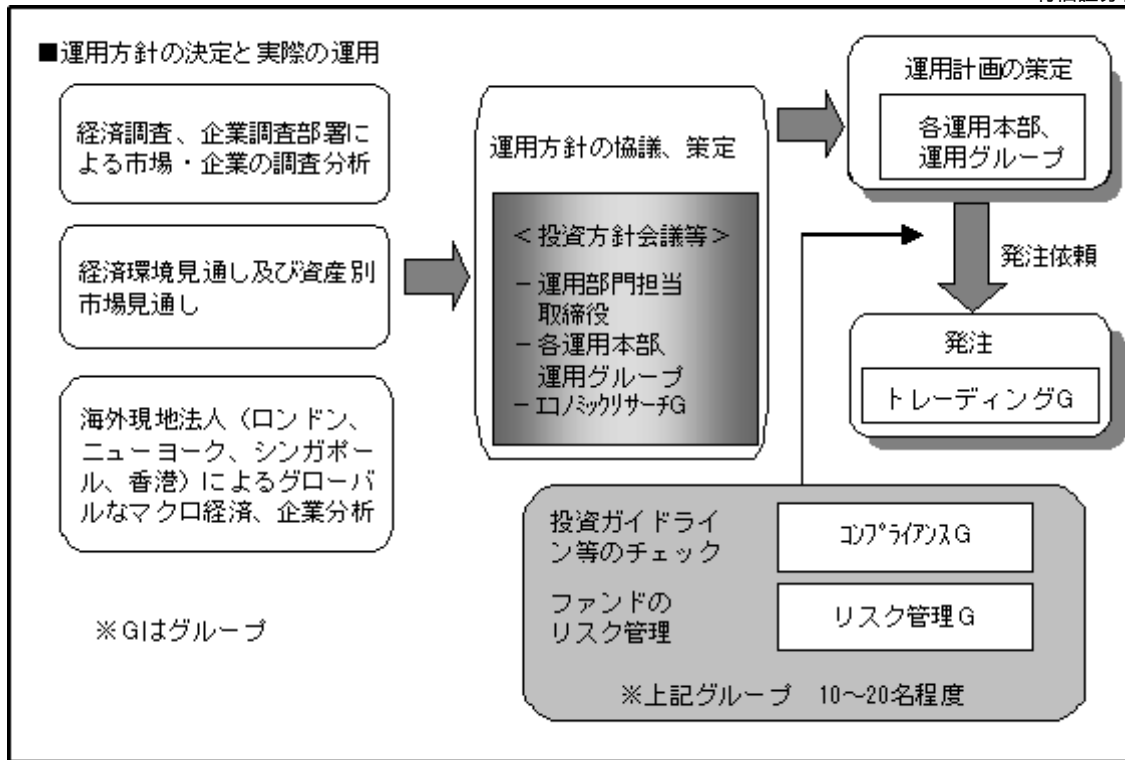 ■運用方針の決定と実際の運用
経済調査、企業調査部署に
よる市場・企業の調査分析
経済環境見通し及び資産別
市場見通し
海外現地法人（ロンドン、
ニューヨーク、シンガポー
ル、香港）によるグローバ
ルなマクロ経済、企業分析
※Gはグループ
運用方針の協議、策定
＜投資方針会議等＞
－運用部門担当
取締役
－各運用本部、
運用グループ
－ｴｺﾉﾐｯｸﾘｻｰﾁG
運用計画の策定
各運用本部、
運用グループ
発注依頼
発注
トレーディングG
投資ガイドライ
ン等のチェック
ｺﾝﾌﾟﾗｲｱﾝｽG
ファンドの
リスク管理
リスク管理G
※上記グループ　10～20名程度